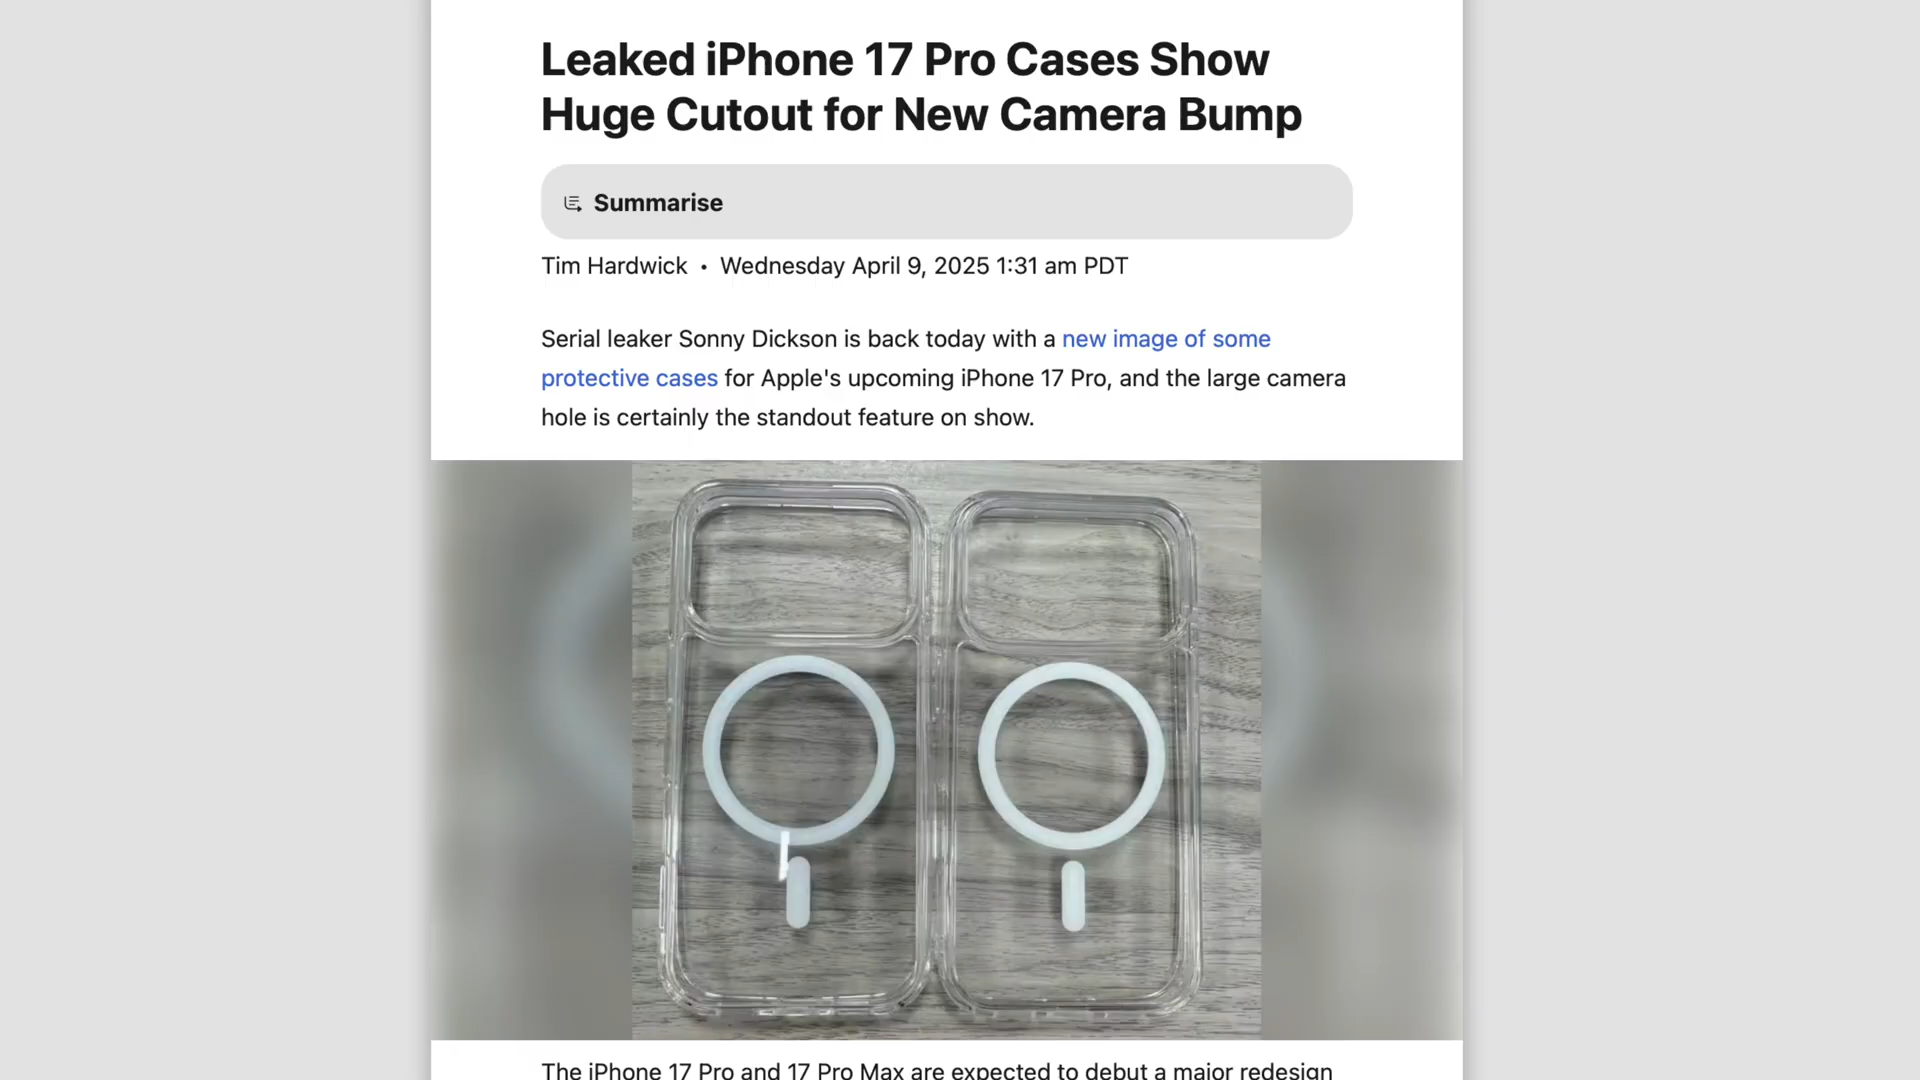 Leaked iPhone 17 Pro Cases Show
Huge Cutout for New Camera Bump
Summarise
Tim Hardwick • Wednesday April 9, 2025 1:31 am PDT
Serial leaker Sonny Dickson is back today with a new image of some
protective cases for Apple's upcoming iPhone 17 Pro, and the large camera
hole is certainly the standout feature on show.
The iPhone 17 Pro and 17 Pro Max are expected to debut a major redesign